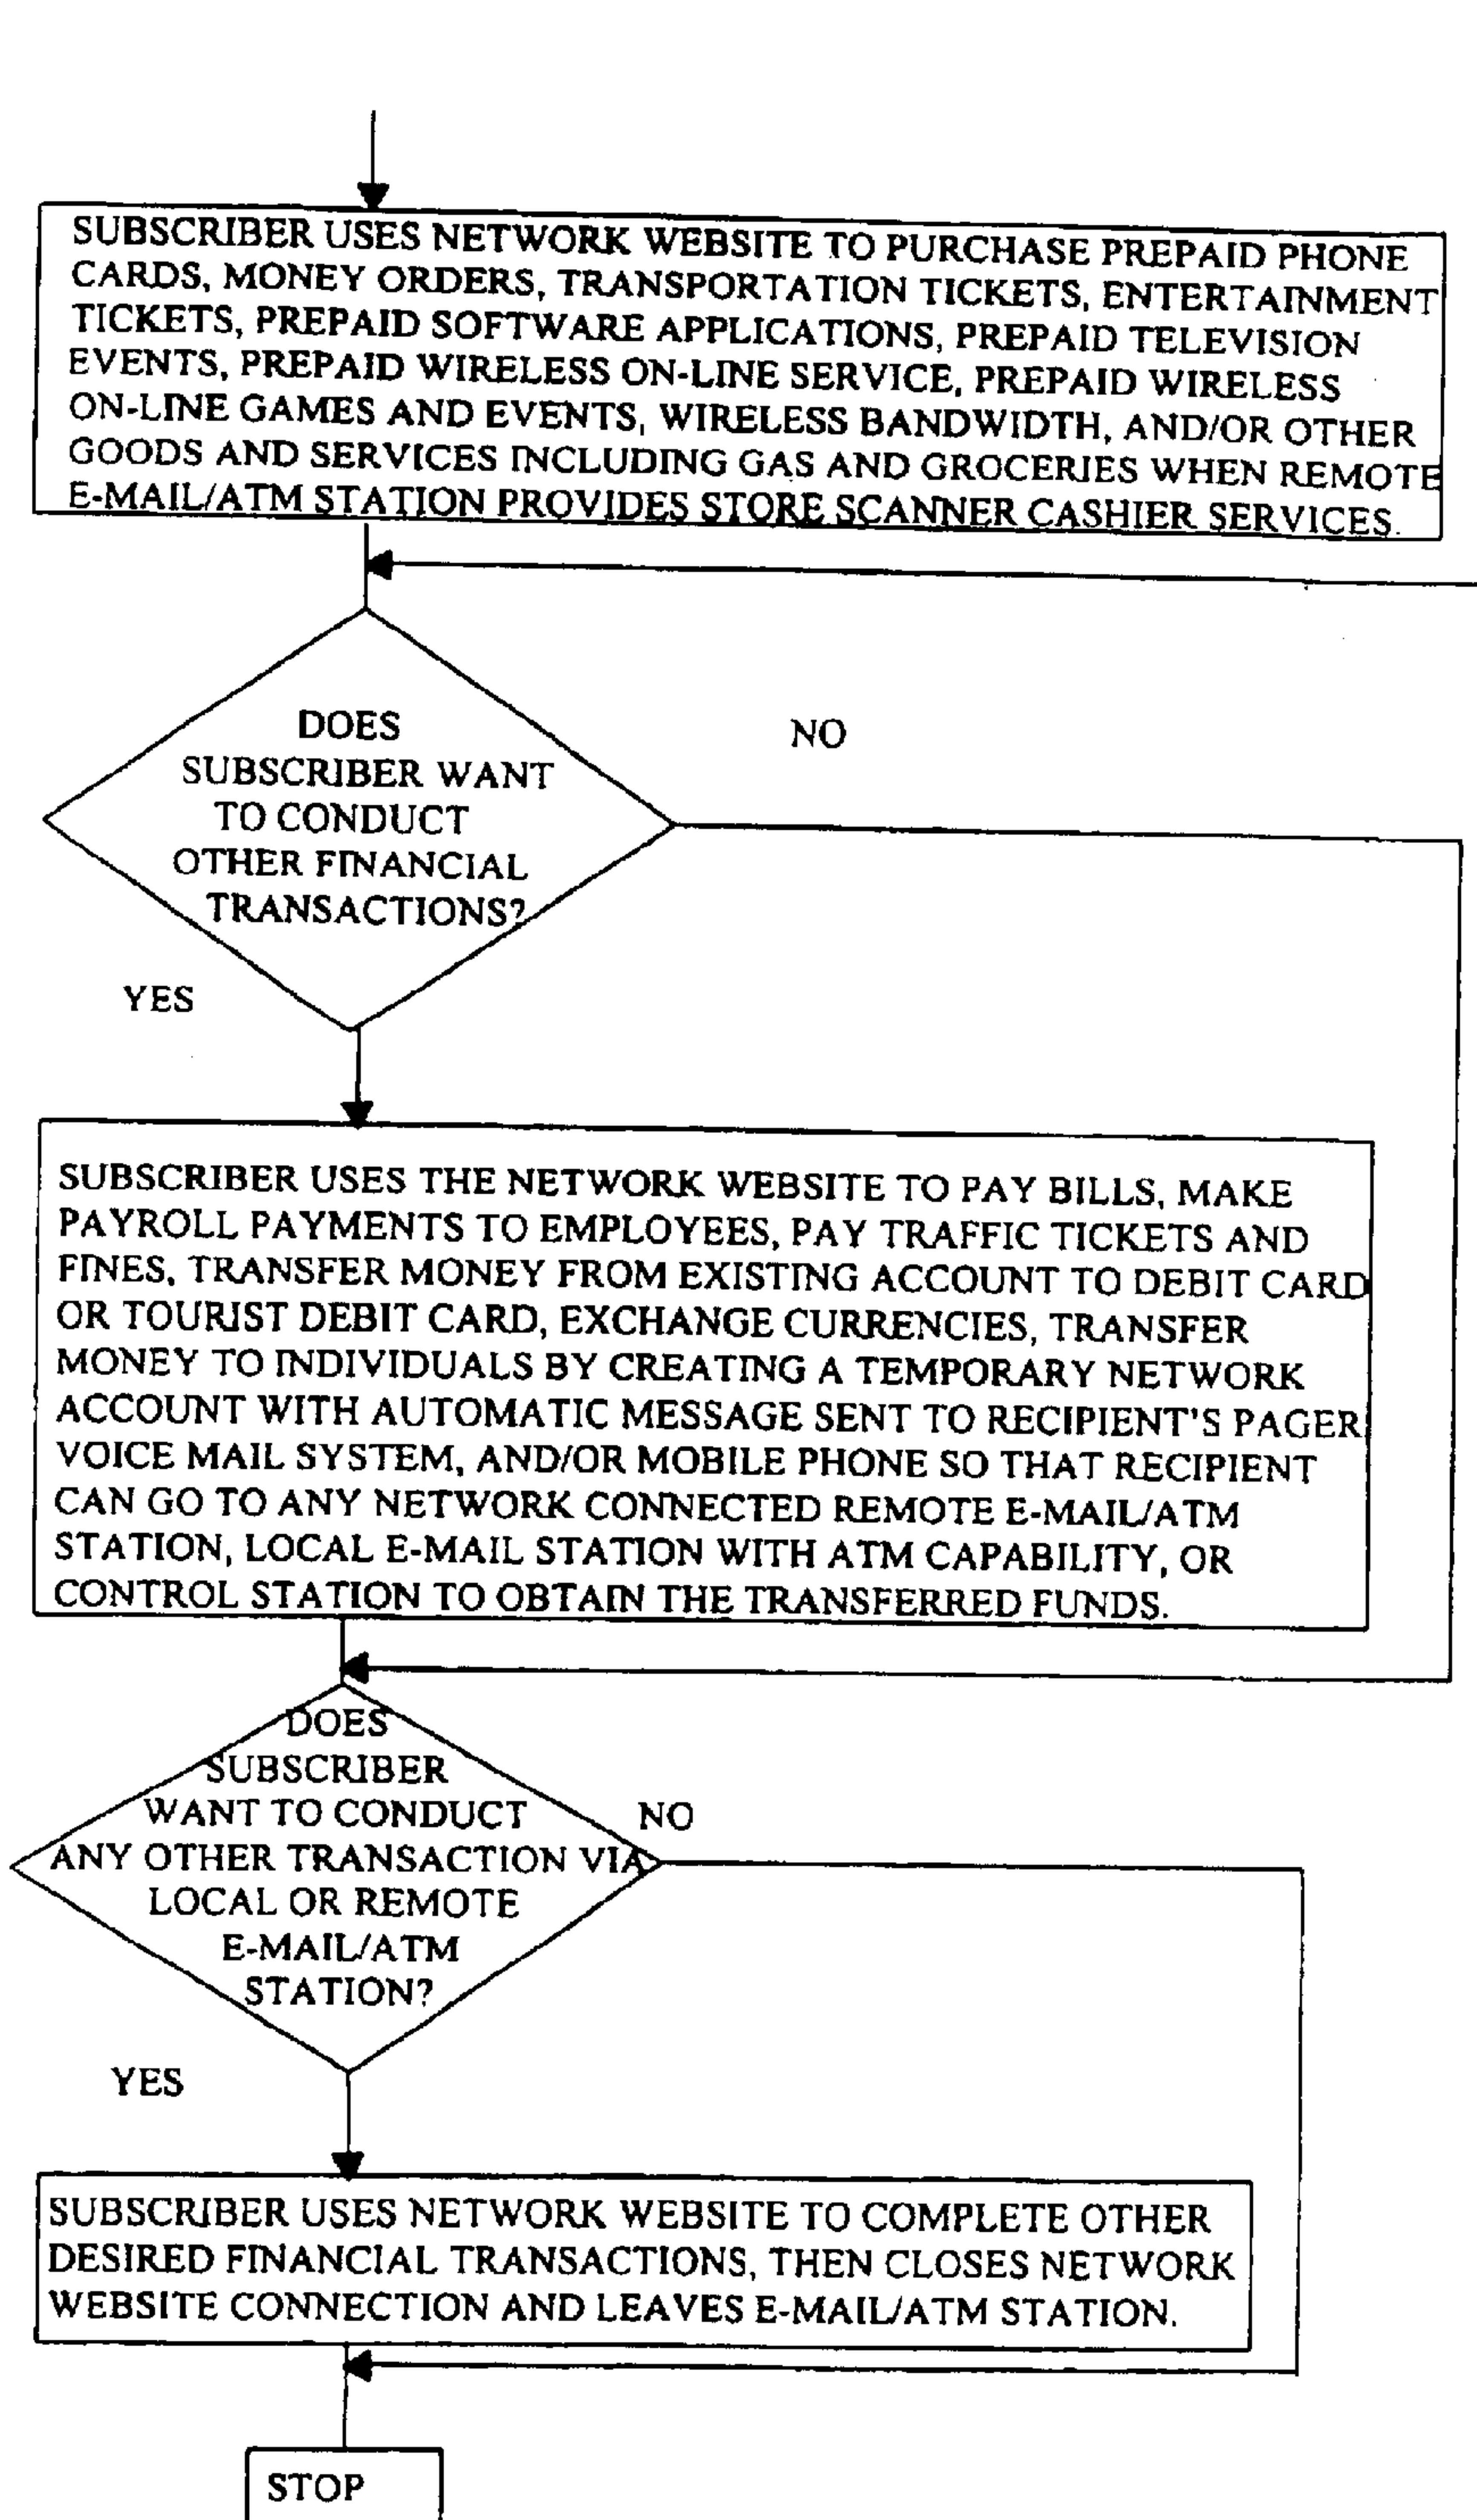 SUBSCRIBER USES NETWORK WEBSITE TO PURCHASE PREPAID PHONE
CARDS, MONEY ORDERS, TRANSPORTATION TICKETS, ENTERTAINMENT
TICKETS, PREPAID SOFTWARE APPLICATIONS, PREPAID TELEVISION
EVENTS, PREPAID WIRELESS ON-LINE SERVICE, PREPAID WIRELESS
ON-LINE GAMES AND EVENTS, WIRELESS BANDWIDTH, AND/OR OTHER
GOODS AND SERVICES INCLUDING GAS AND GROCERIES WHEN REMOTE
E-MAIL/ATM STATION PROVIDES STORE SCANNER CASHIER SERVICES.
DOES
SUBSCRIBER WANT
TO CONDUCT
OTHER FINANCIAL
TRANSACTIONS?
NO
YES
SUBSCRIBER USES THE NETWORK WEBSITE TO PAY BILLS, MAKE
PAYROLL PAYMENTS TO EMPLOYEES, PAY TRAFFIC TICKETS AND
FINES, TRANSFER MONEY FROM EXISTING ACCOUNT TO DEBIT CARD
OR TOURIST DEBIT CARD, EXCHANGE CURRENCIES, TRANSFER
MONEY TO INDIVIDUALS BY CREATING A TEMPORARY NETWORK
ACCOUNT WITH AUTOMATIC MESSAGE SENT TO RECIPIENT'S PAGER
VOICE MAIL SYSTEM, AND/OR MOBILE PHONE SO THAT RECIPIENT
CAN GO TO ANY NETWORK CONNECTED REMOTE E-MAIL/ATM
STATION, LOCAL E-MAIL STATION WITH ATM CAPABILITY, OR
CONTROL STATION TO OBTAIN THE TRANSFERRED FUNDS.
DOES
SUBSCRIBER
WANT TO CONDUCT
ANY OTHER TRANSACTION VIA
LOCAL OR REMOTE
E-MAIL/ATM
STATION?
NO
YES
SUBSCRIBER USES NETWORK WEBSITE TO COMPLETE OTHER
DESIRED FINANCIAL TRANSACTIONS, THEN CLOSES NETWORK
WEBSITE CONNECTION AND LEAVES E-MAIL/ATM STATION.
STOP